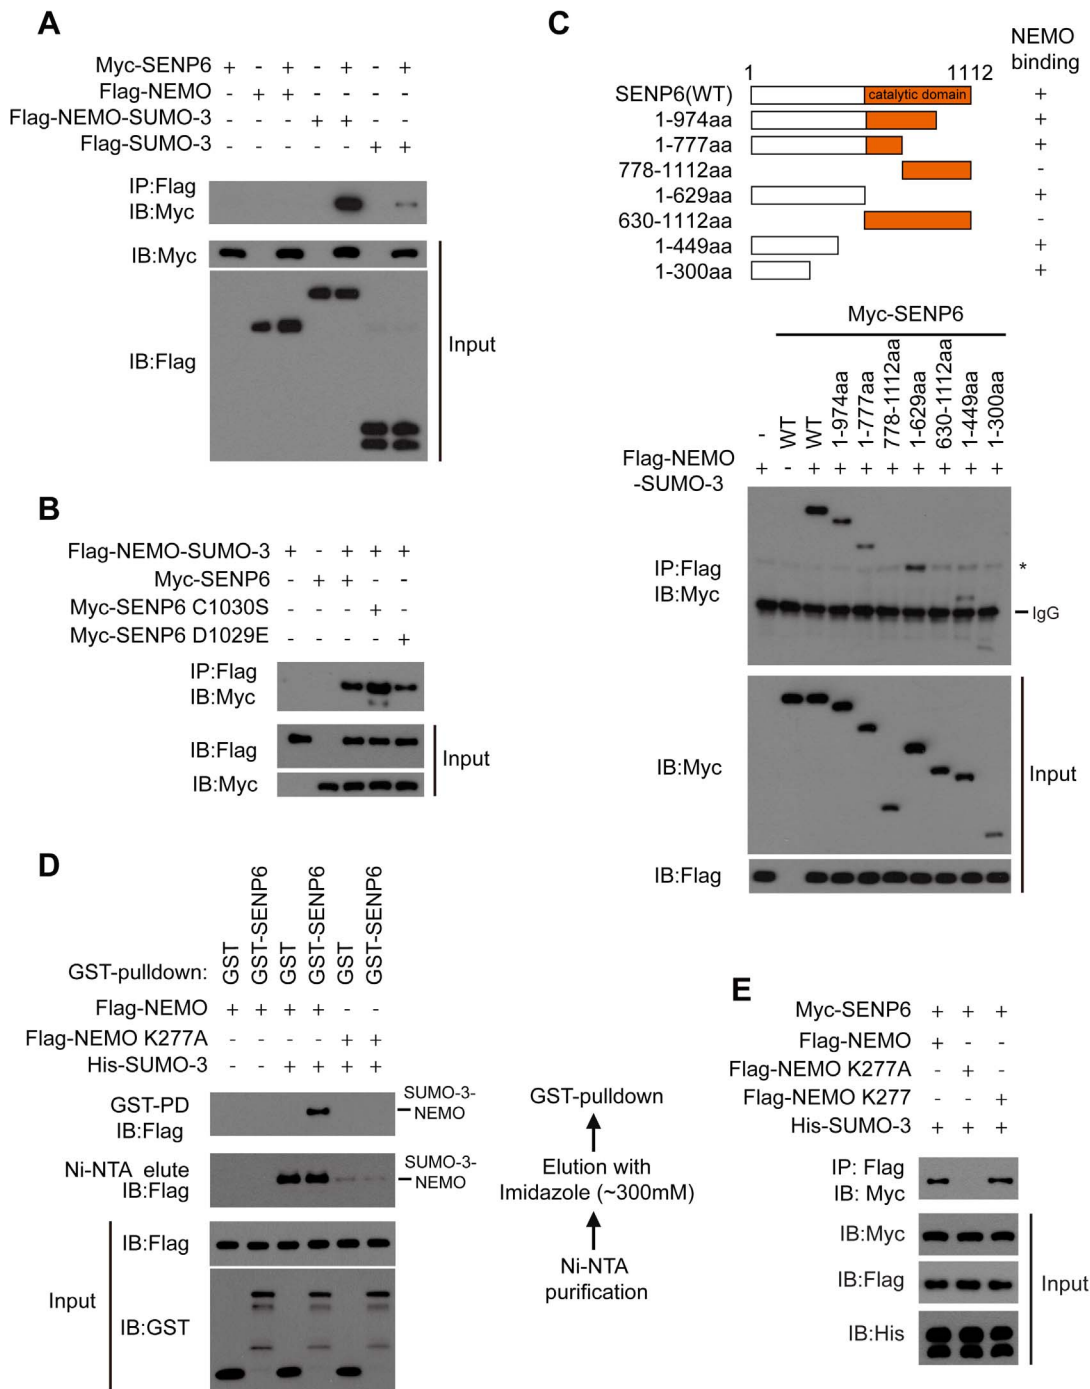 A
Myc-SENP6 + - + - + - +
Flag-NEMO - + + - - - -
Flag-NEMO-SUMO-3 - - - + + - -
Flag-SUMO-3 - - - - - + +
IP:Flag
IB:Myc
IB:Myc
IB:Flag
Input
B
Flag-NEMO-SUMO-3 + - + + +
Myc-SENP6 - + + - -
Myc-SENP6 C1030S - - - + -
Myc-SENP6 D1029E - - - - +
IP:Flag
IB:Myc
IB:Flag
IB:Myc
Input
C
NEMO
binding
1 1112
SENP6(WT) catalytic domain +
1-974aa +
1-777aa +
778-1112aa -
1-629aa +
630-1112aa -
1-449aa +
1-300aa +
Myc-SENP6
- WT WT 1-974aa 1-777aa 778-1112aa 1-629aa 630-1112aa 1-449aa 1-300aa
Flag-NEMO
-SUMO-3
+ - + + + + + + + +
IP:Flag
IB:Myc
*
IgG
IB:Myc
Input
IB:Flag
D
GST-pulldown: GST GST-SENP6 GST GST-SENP6 GST GST-SENP6
Flag-NEMO + + + + - -
Flag-NEMO K277A - - - - + +
His-SUMO-3 - - + + + +
GST-PD
IB:Flag
SUMO-3-
NEMO
Ni-NTA elute
IB:Flag
SUMO-3-
NEMO
IB:Flag
Input
IB:GST
GST-pulldown
Elution with
Imidazole (~300mM)
Ni-NTA
purification
E
Myc-SENP6 + + +
Flag-NEMO + - -
Flag-NEMO K277A - + -
Flag-NEMO K277 - - +
His-SUMO-3 + + +
IP: Flag
IB: Myc
IB:Myc
IB:Flag
Input
IB:His